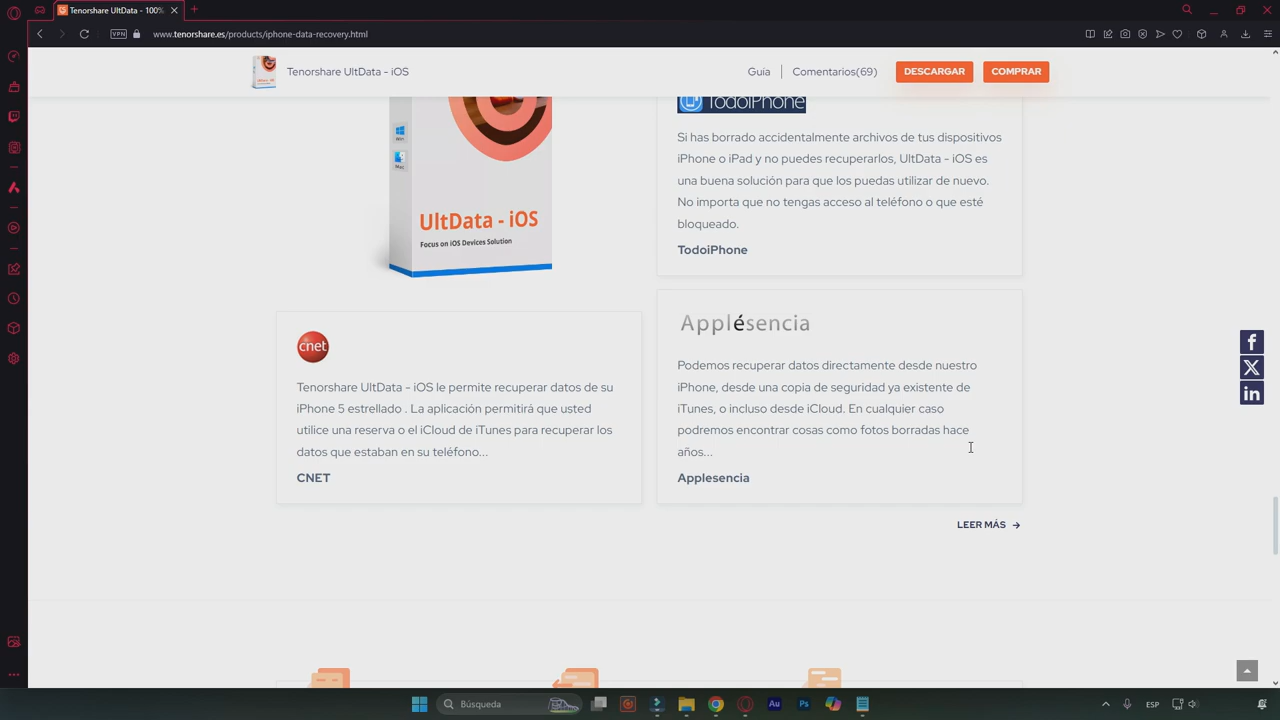 Tenorshare UltData - 100%
VPN
www.tenorshare.es/products/iphone-data-recovery.html
Tenorshare UltData - iOS
Guía
Comentarios(69)
DESCARGAR
COMPRAR
Win
Mac
UltData - iOS
Focus on iOS Devices Solution
TodoiPhone
Si has borrado accidentalmente archivos de tus dispositivos
iPhone o iPad y no puedes recuperarlos, UltData - iOS es
una buena solución para que los puedas utilizar de nuevo.
No importa que no tengas acceso al teléfono o que esté
bloqueado.
TodoiPhone
cnet
Tenorshare UltData - iOS le permite recuperar datos de su
iPhone 5 estrellado . La aplicación permitirá que usted
utilice una reserva o el iCloud de iTunes para recuperar los
datos que estaban en su teléfono...
CNET
Applésencia
Podemos recuperar datos directamente desde nuestro
iPhone, desde una copia de seguridad ya existente de
iTunes, o incluso desde iCloud. En cualquier caso
podremos encontrar cosas como fotos borradas hace
años...
Applesencia
LEER MÁS
f
X
in
Búsqueda
Au
Ps
ESP